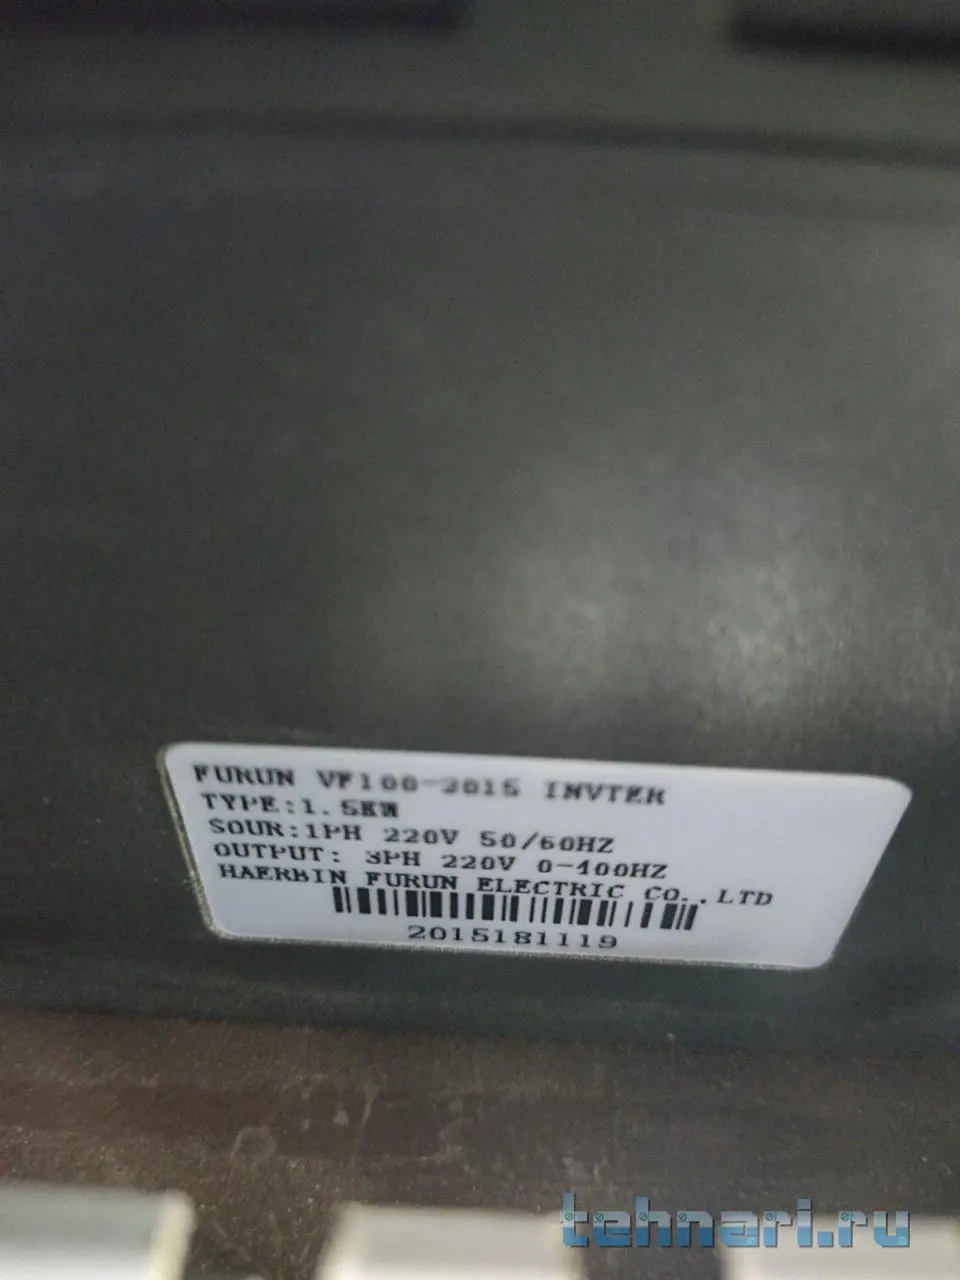 FURUN VF100-2015 INVTER
TYPE:1.5KW
SOUR:1PH 220V 50/60HZ
OUTPUT: 3PH 220V 0-400HZ
HAERBIN FURUN ELECTRIC CO.,LTD
2015181119
tehnari.ru